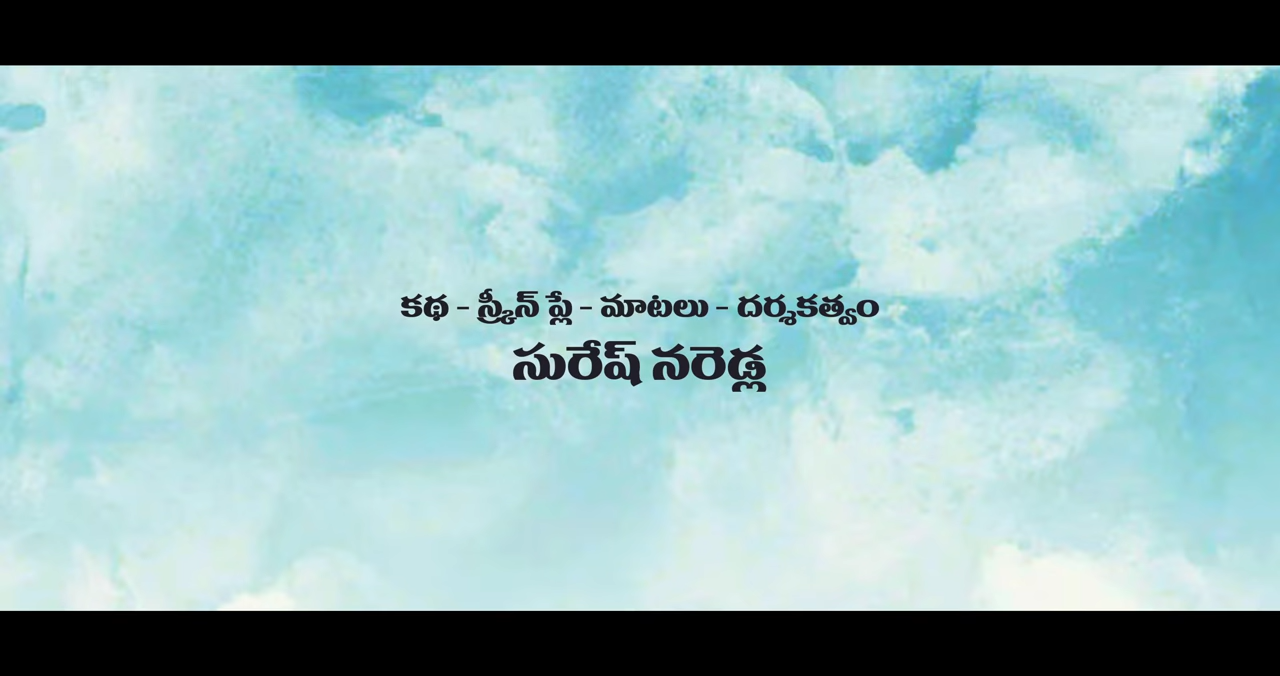 కథ - స్క్రీన్ ప్లే - మాటలు - దర్శకత్వం
సురేష్ నరెడ్ల